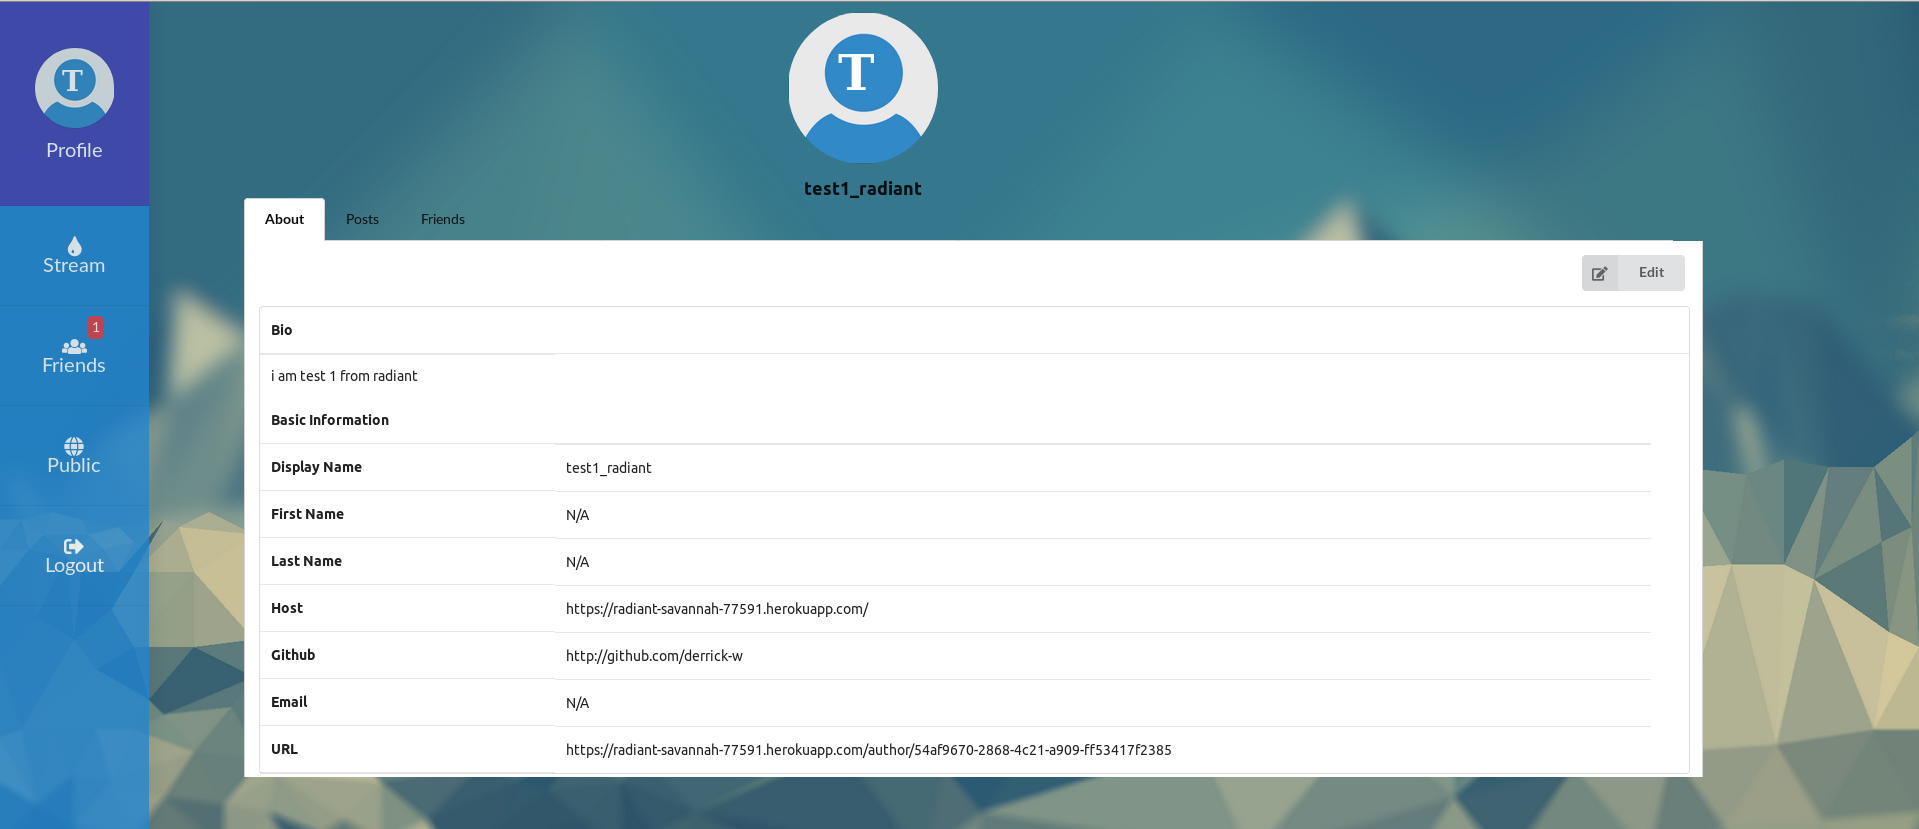 T
Profile
Stream
1
Friends
Public
Logout
T
test1_radiant
About Posts Friends
Edit
Bio
i am test 1 from radiant
Basic Information
Display Name test1_radiant
First Name N/A
Last Name N/A
Host https://radiant-savannah-77591.herokuapp.com/
Github http://github.com/derrick-w
Email N/A
URL https://radiant-savannah-77591.herokuapp.com/author/54af9670-2868-4c21-a909-ff53417f2385